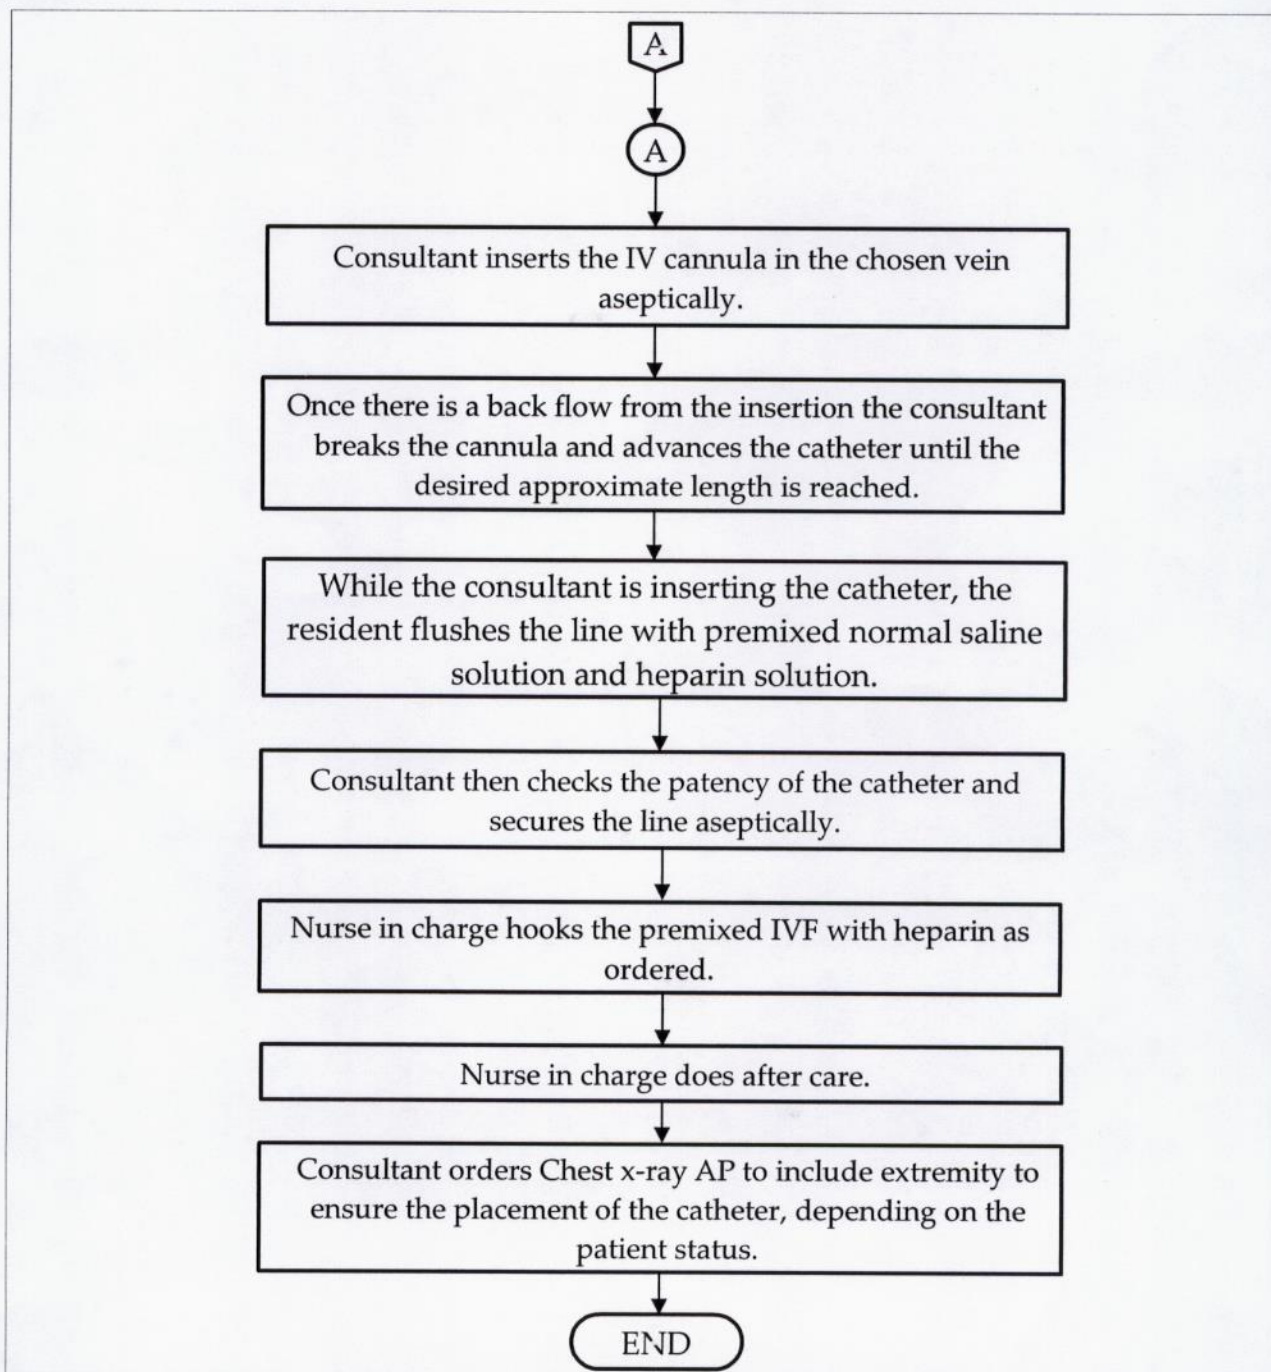 A
A
Consultant inserts the IV cannula in the chosen vein
aseptically.
Once there is a back flow from the insertion the consultant
breaks the cannula and advances the catheter until the
desired approximate length is reached.
While the consultant is inserting the catheter, the
resident flushes the line with premixed normal saline
solution and heparin solution.
Consultant then checks the patency of the catheter and
secures the line aseptically.
Nurse in charge hooks the premixed IVF with heparin as
ordered.
Nurse in charge does after care.
Consultant orders Chest x-ray AP to include extremity to
ensure the placement of the catheter, depending on the
patient status.
END